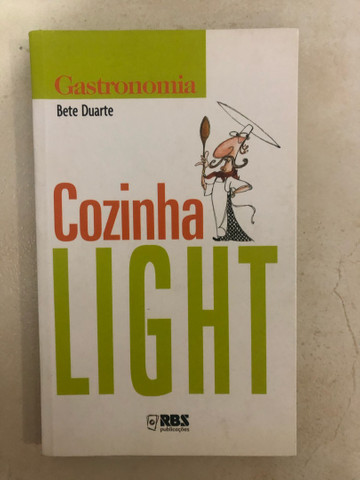 Gastronomia
Bete Duarte
Cozinha
LIGHT
RBS
publicações